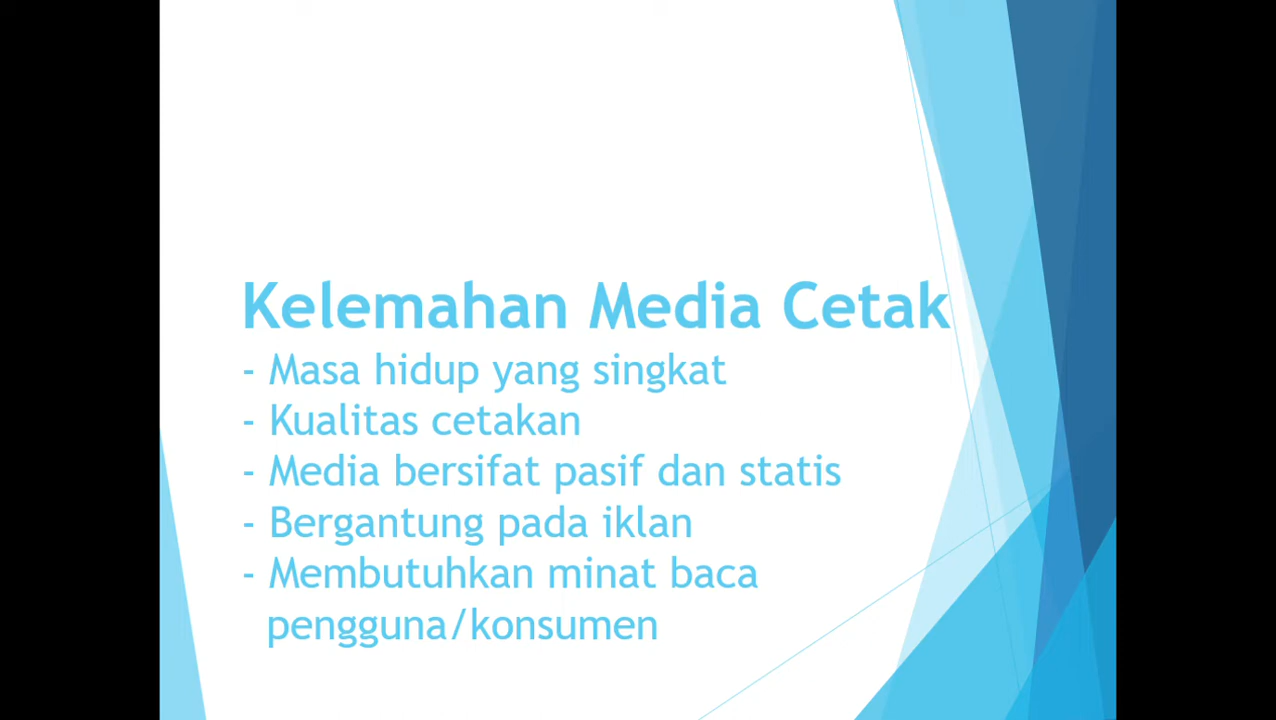 Kelemahan Media Cetak
- Masa hidup yang singkat
- Kualitas cetakan
- Media bersifat pasif dan statis
- Bergantung pada iklan
- Membutuhkan minat baca
pengguna/konsumen